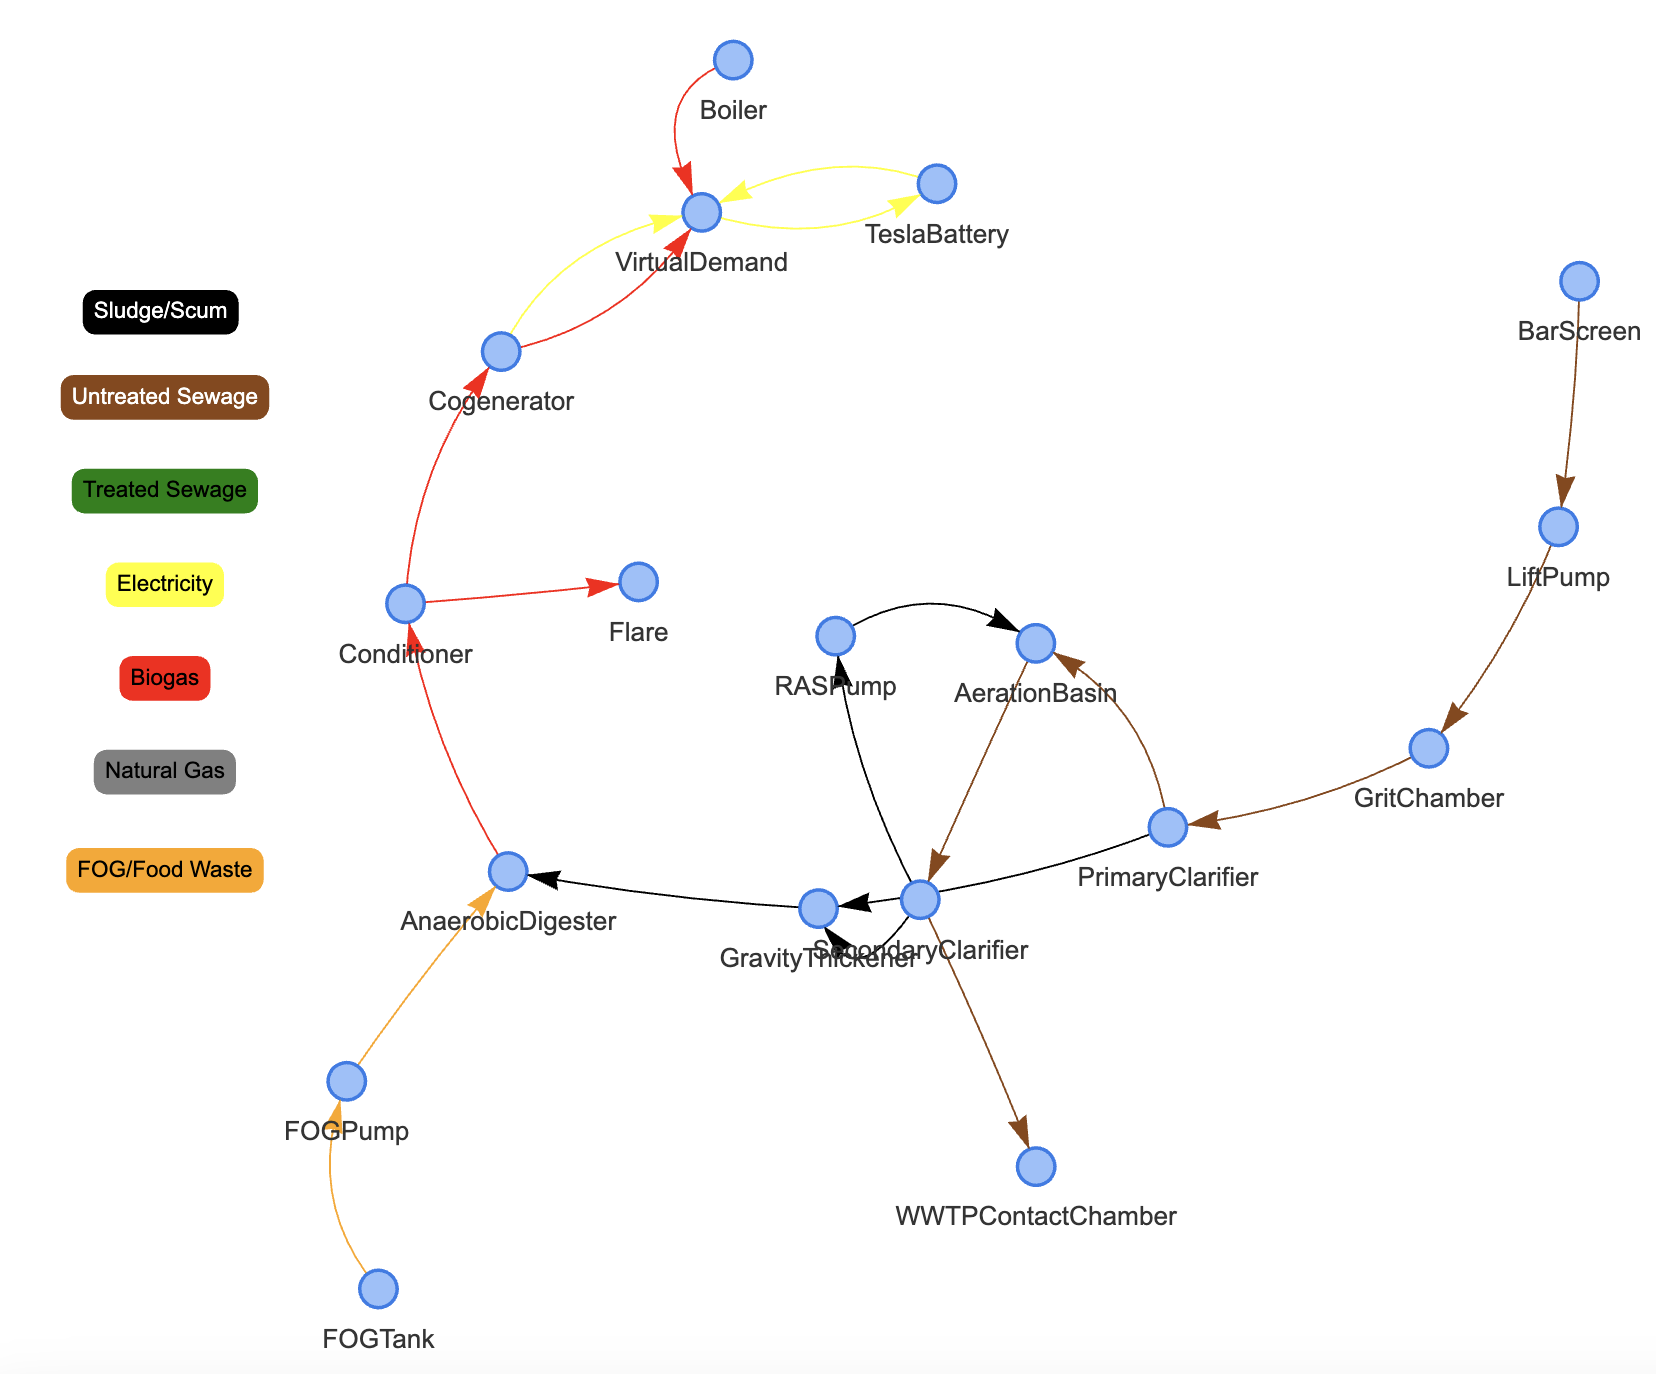 Boiler
TeslaBattery
VirtualDemand
Sludge/Scum
BarScreen
Untreated Sewage
Cogenerator
Treated Sewage
Electricity
LiftPump
Flare
Conditioner
Biogas
RASPump
AerationBasin
Natural Gas
GritChamber
FOG/Food Waste
PrimaryClarifier
AnaerobicDigester
GravityThickener
SecondaryClarifier
FOGPump
WWTPContactChamber
FOGTank